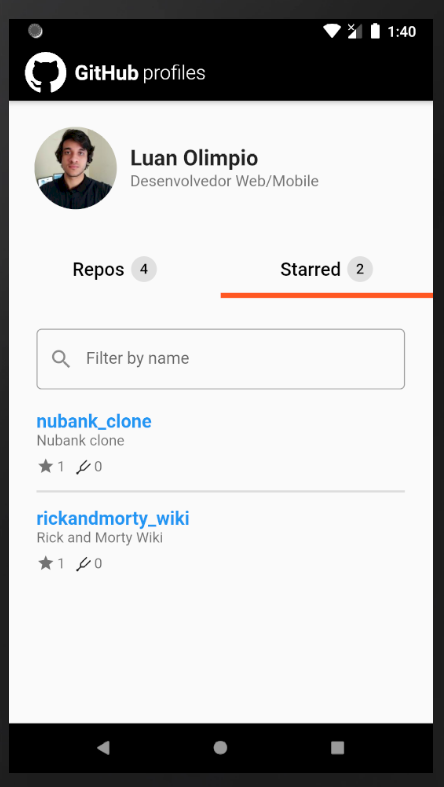 1:40
GitHub profiles
Luan Olimpio
Desenvolvedor Web/Mobile
Repos 4 Starred 2
Filter by name
nubank_clone
Nubank clone
1 0
rickandmorty_wiki
Rick and Morty Wiki
1 0